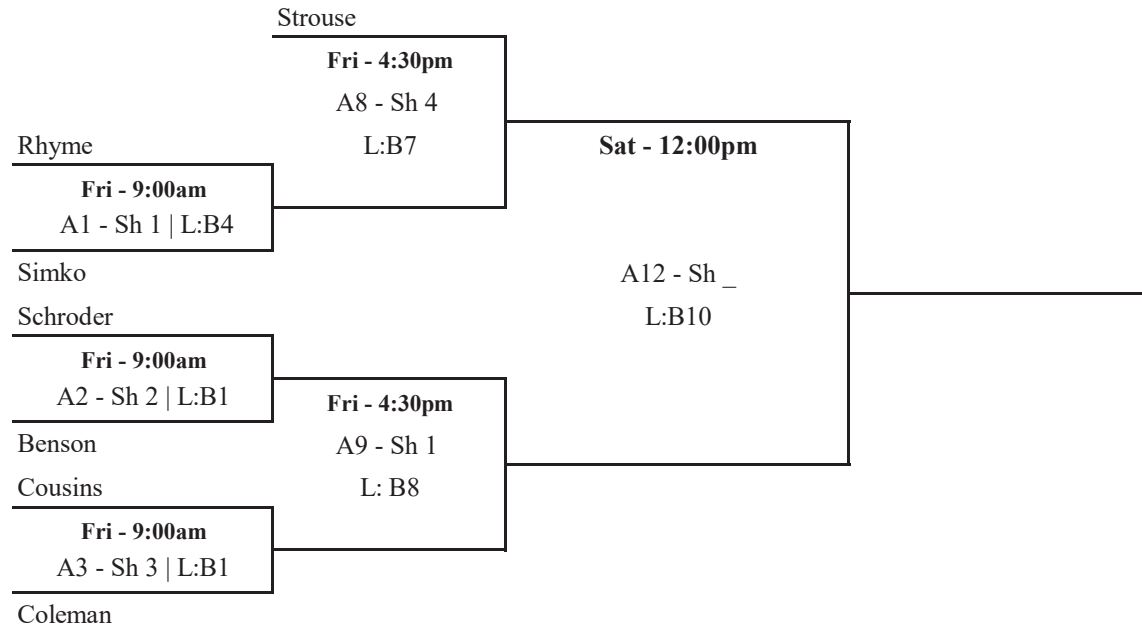 Strouse
Fri - 4:30pm
A8 - Sh 4
L:B7
Rhyme
Fri - 9:00am
A1 - Sh 1 | L:B4
Simko
Sat - 12:00pm
A12 - Sh _
L:B10
Schroder
Fri - 9:00am
A2 - Sh 2 | L:B1
Benson
Fri - 4:30pm
A9 - Sh 1
L: B8
Cousins
Fri - 9:00am
A3 - Sh 3 | L:B1
Coleman